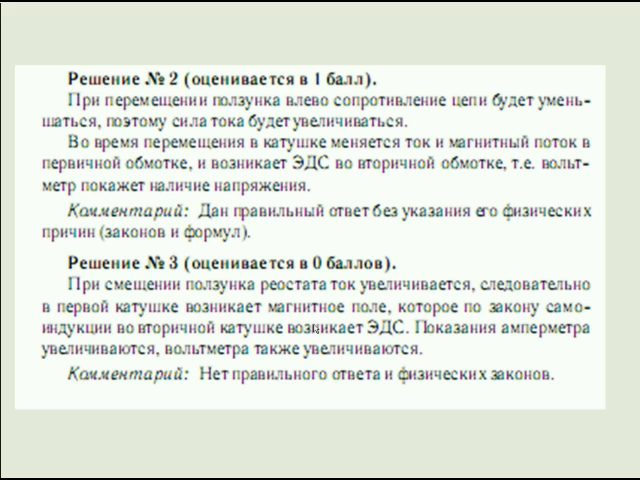 Решение № 2 (оценивается в 1 балл).
При перемещении ползунка влево сопротивление цепи будет умень-
шаться, поэтому сила тока будет увеличиваться.
Во время перемещения в катушке меняется ток и магнитный поток в
первичной обмотке, и возникает ЭДС во вторичной обмотке, т.е. вольт-
метр покажет наличие напряжения.
Комментарий: Дан правильный ответ без указания его физических
причин (законов и формул).
Решение № 3 (оценивается в 0 баллов).
При смещении ползунка реостата ток увеличивается, следовательно
в первой катушке возникает магнитное поле, которое по закону само-
индукции во вторичной катушке возникает ЭДС. Показания амперметра
увеличиваются, вольтметра также увеличиваются.
Комментарий: Нет правильного ответа и физических законов.